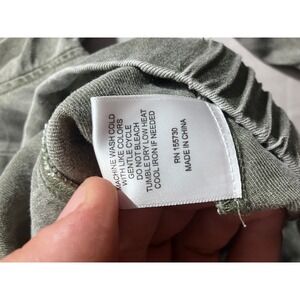 MACHINE WASH COLD
WITH LIKE COLORS
GENTLE CYCLE
DO NOT BLEACH
TUMBLE DRY LOW HEAT
COOL IRON IF NEEDED
RN 155730
MADE IN CHINA